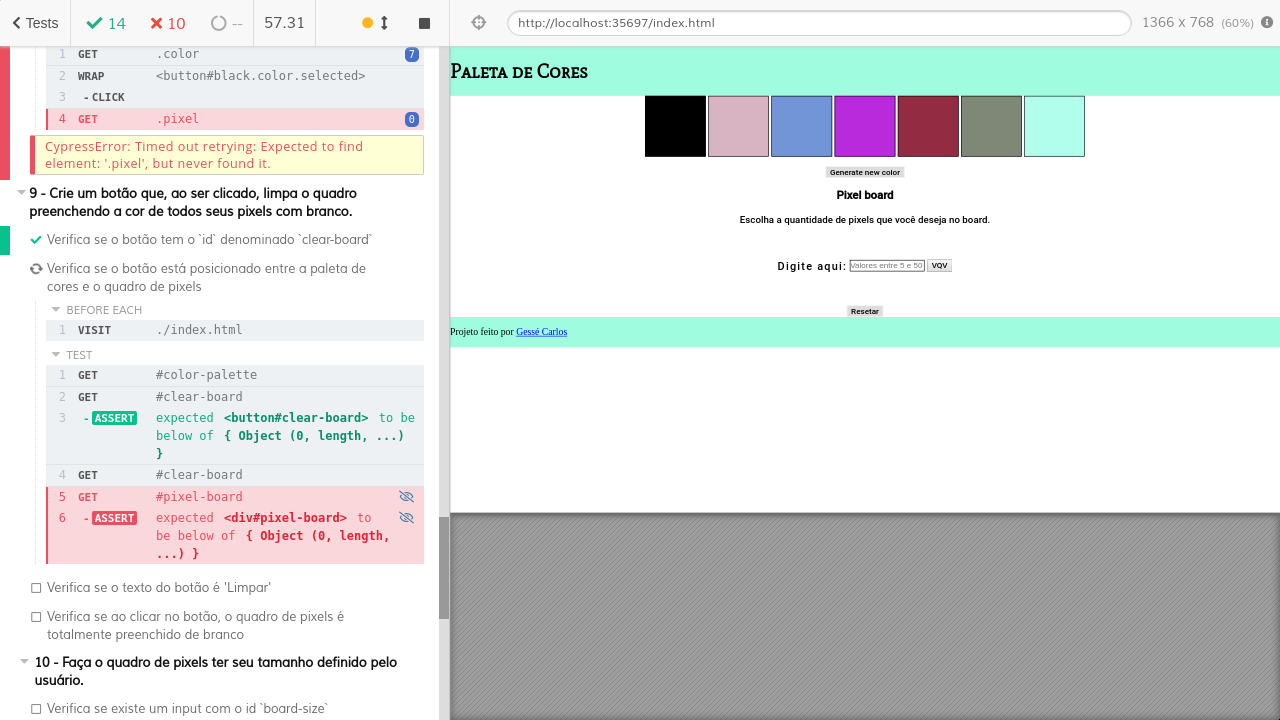 Tests
14
10
--
57.31
http://localhost:35697/index.html
1366 x 768 (60%)
1 GET .color 7
2 WRAP <button#black.color.selected>
3 -CLICK
4 GET .pixel 0
CypressError: Timed out retrying: Expected to find
element: '.pixel', but never found it.
9 - Crie um botão que, ao ser clicado, limpa o quadro
preenchendo a cor de todos seus pixels com branco.
Verifica se o botão tem o `id` denominado `clear-board`
Verifica se o botão está posicionado entre a paleta de
cores e o quadro de pixels
BEFORE EACH
1 VISIT ./index.html
TEST
1 GET #color-palette
2 GET #clear-board
3 -ASSERT expected <button#clear-board> to be
below of { Object (0, length, ...)
}
4 GET #clear-board
5 GET #pixel-board
6 -ASSERT expected <div#pixel-board> to
be below of { Object (0, length,
...) }
Verifica se o texto do botão é 'Limpar'
Verifica se ao clicar no botão, o quadro de pixels é
totalmente preenchido de branco
10 - Faça o quadro de pixels ter seu tamanho definido pelo
usuário.
Verifica se existe um input com o id `board-size`
Paleta de Cores
Generate new color
Pixel board
Escolha a quantidade de pixels que você deseja no board.
Digite aqui: Valores entre 5 e 50 VQV
Resetar
Projeto feito por Gessé Carlos